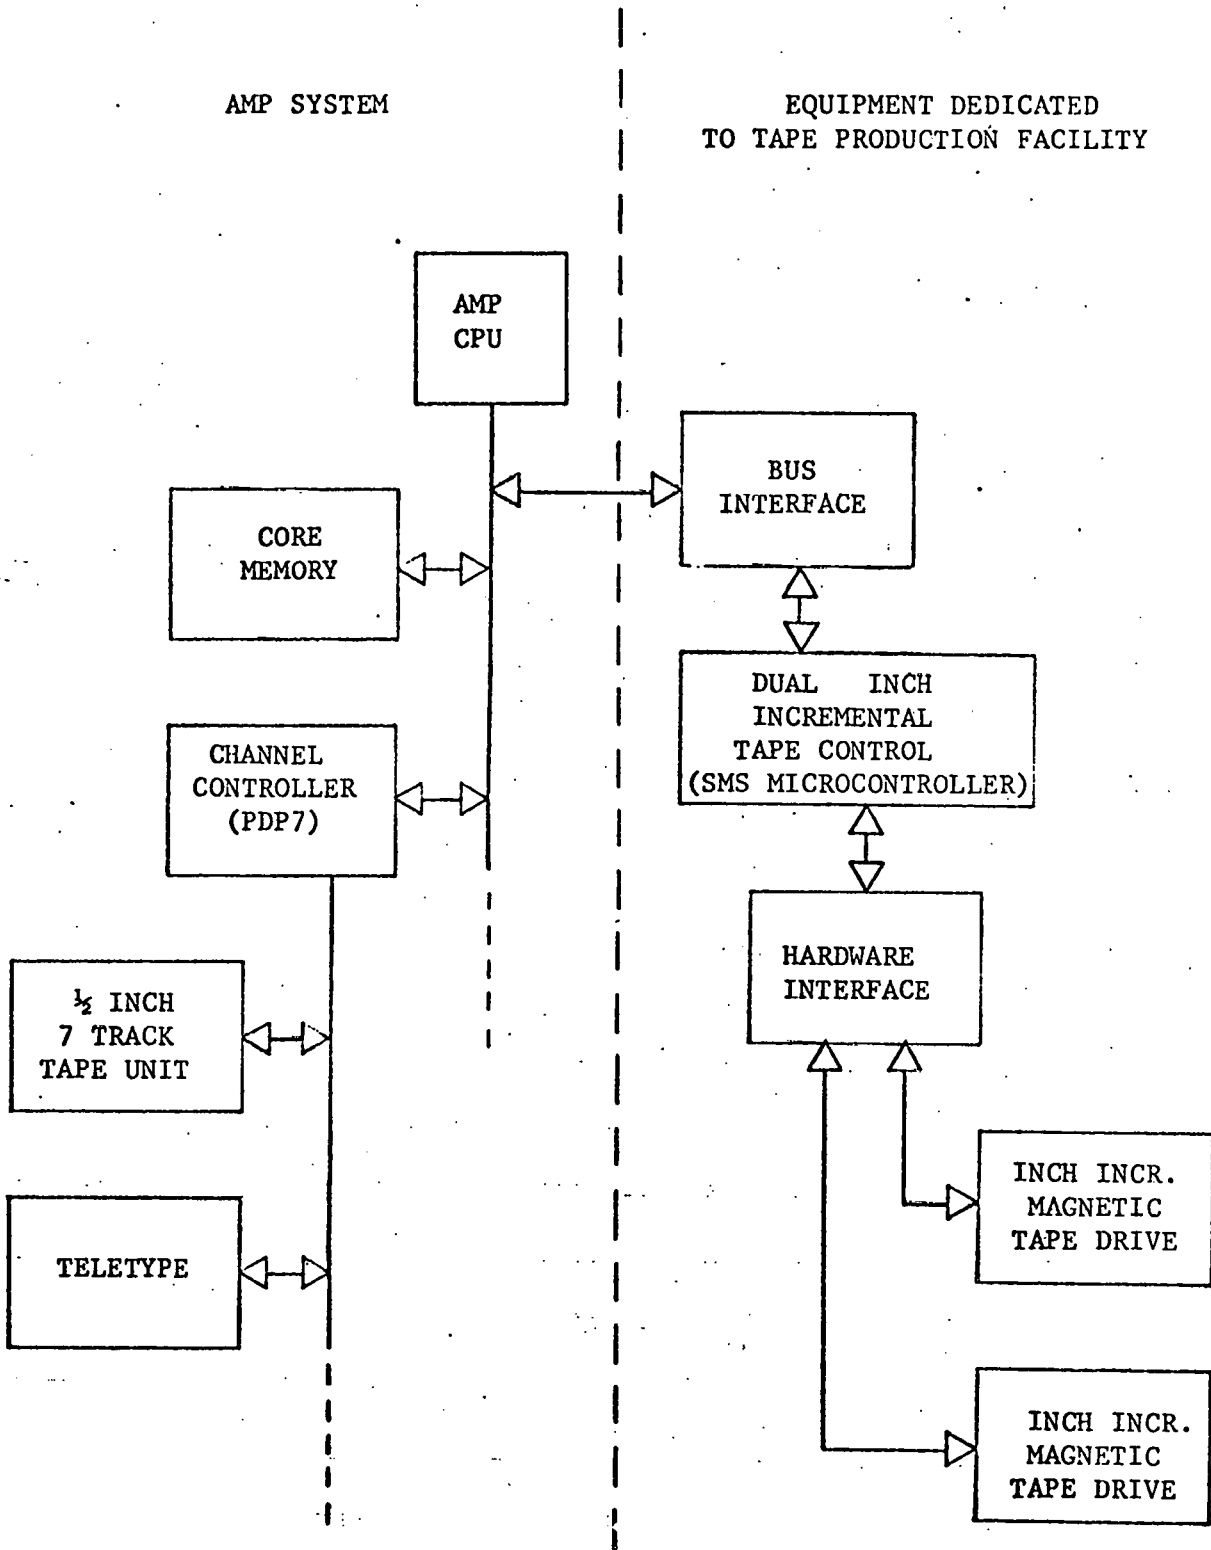 AMP SYSTEM
EQUIPMENT DEDICATED
TO TAPE PRODUCTION FACILITY
AMP
CPU
BUS
INTERFACE
CORE
MEMORY
DUAL INCH
INCREMENTAL
TAPE CONTROL
(SMS MICROCONTROLLER)
CHANNEL
CONTROLLER
(PDP7)
HARDWARE
INTERFACE
½ INCH
7 TRACK
TAPE UNIT
INCH INCR.
MAGNETIC
TAPE DRIVE
TELETYPE
INCH INCR.
MAGNETIC
TAPE DRIVE